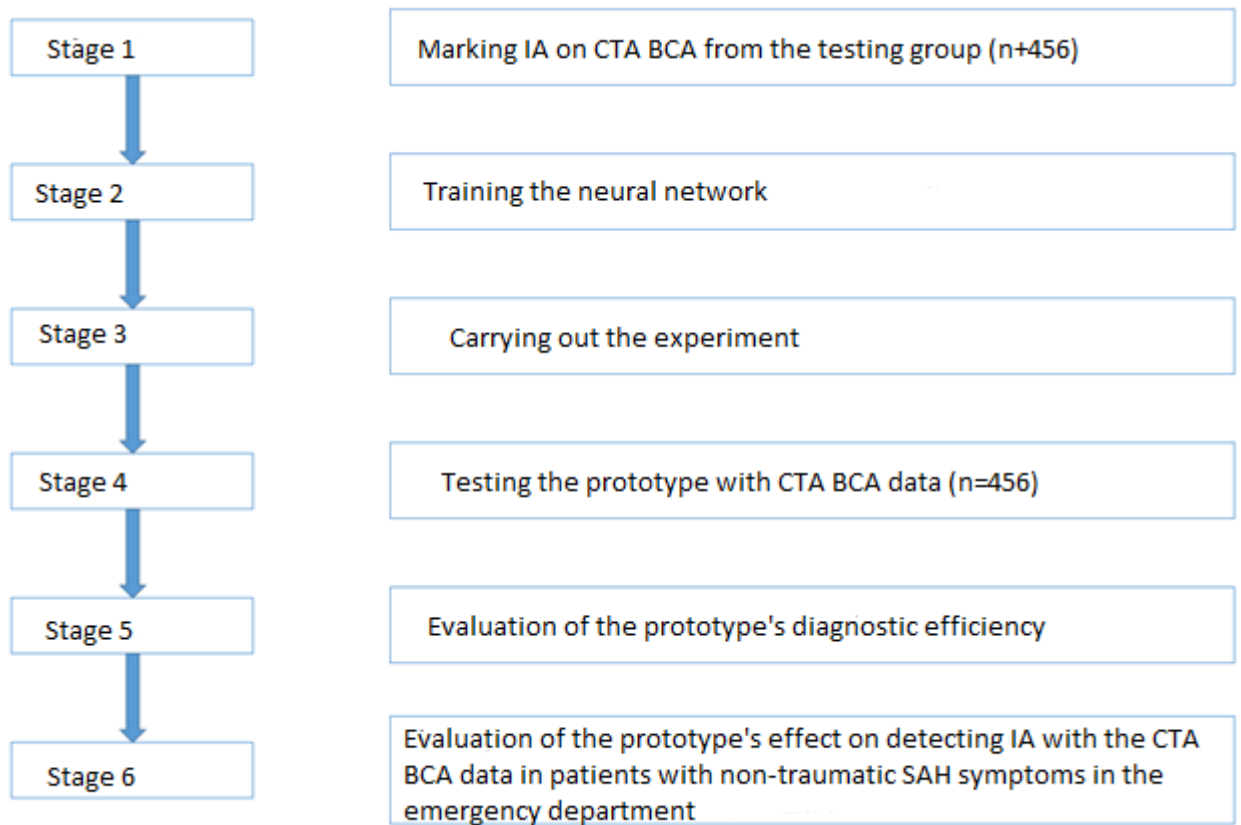 Stage 1
Marking IA on CTA BCA from the testing group (n+456)
Stage 2
Training the neural network
Stage 3
Carrying out the experiment
Stage 4
Testing the prototype with CTA BCA data (n=456)
Stage 5
Evaluation of the prototype's diagnostic efficiency
Stage 6
Evaluation of the prototype's effect on detecting IA with the CTA
BCA data in patients with non-traumatic SAH symptoms in the
emergency department